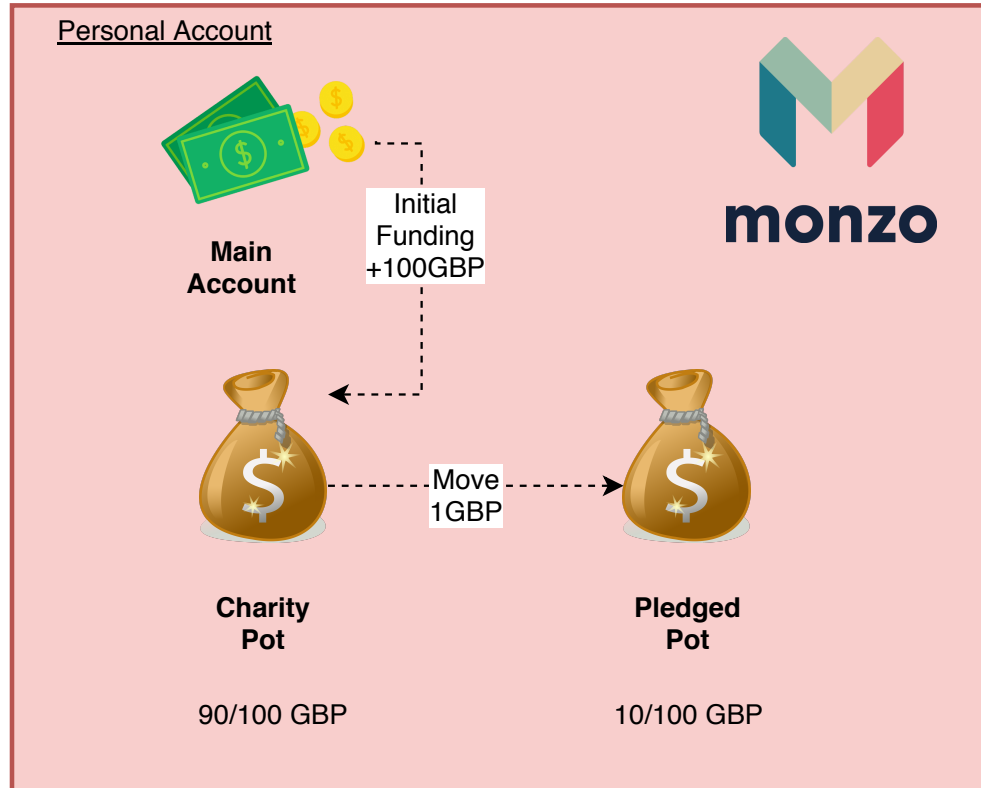 Personal Account
Main
Account
Initial
Funding
+100GBP
monzo
$
$
$
$
$
Move
1GBP
$
Charity
Pot
Pledged
Pot
90/100 GBP
10/100 GBP